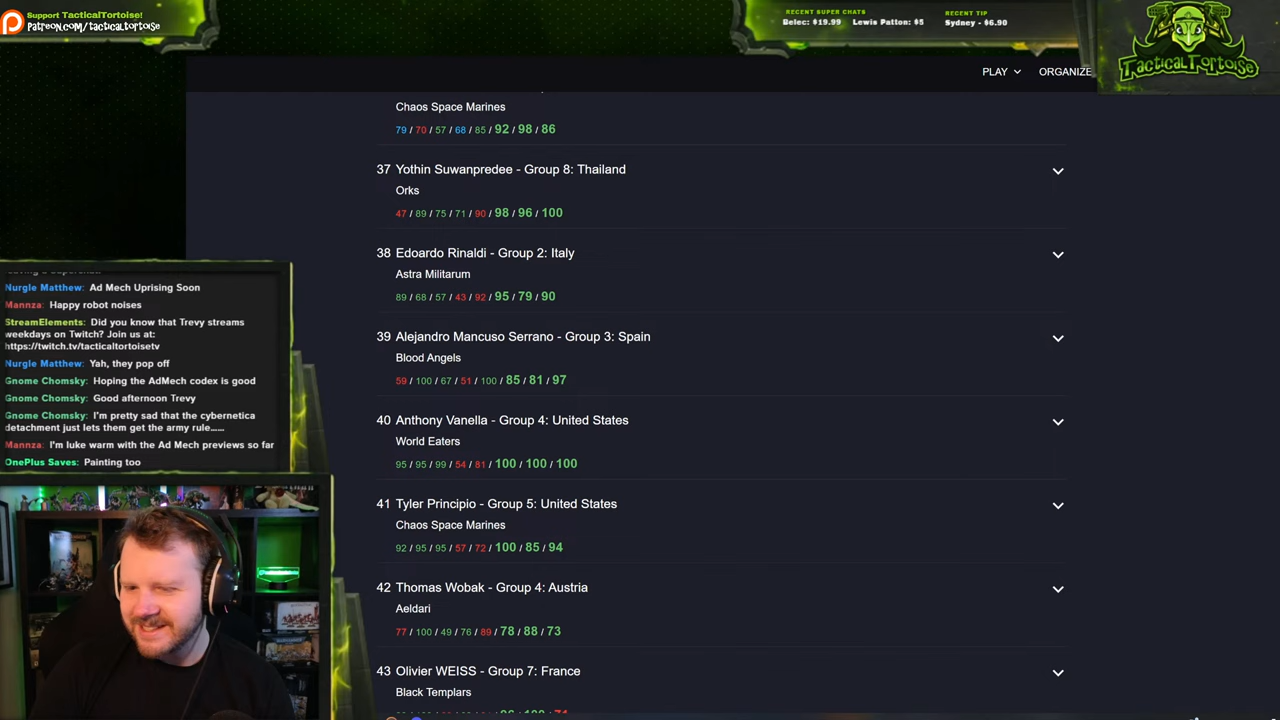 Support TacticalTortoise!
Patreon.com/tacticaltortoise
RECENT SUPER CHATS
Belec: $19.99 Lewis Patton: $5
RECENT TIP
Sydney - $6.90
TacticalTortoise
PLAY
ORGANIZE
Chaos Space Marines
79 / 70 / 57 / 68 / 85 / 92 / 98 / 86
37 Yothin Suwanpredee - Group 8: Thailand
Orks
47 / 89 / 75 / 71 / 90 / 98 / 96 / 100
38 Edoardo Rinaldi - Group 2: Italy
Astra Militarum
89 / 68 / 57 / 43 / 92 / 95 / 79 / 90
39 Alejandro Mancuso Serrano - Group 3: Spain
Blood Angels
59 / 100 / 67 / 51 / 100 / 85 / 81 / 97
40 Anthony Vanella - Group 4: United States
World Eaters
95 / 95 / 99 / 54 / 81 / 100 / 100 / 100
41 Tyler Principio - Group 5: United States
Chaos Space Marines
92 / 95 / 95 / 57 / 72 / 100 / 85 / 94
42 Thomas Wobak - Group 4: Austria
Aeldari
77 / 100 / 49 / 76 / 89 / 78 / 88 / 73
43 Olivier WEISS - Group 7: France
Black Templars
Nurgle Matthew: Ad Mech Uprising Soon
Mannza: Happy robot noises
StreamElements: Did you know that Trevy streams
weekdays on Twitch? Join us at:
https://twitch.tv/tacticaltortoisetv
Nurgle Matthew: Yah, they pop off
Gnome Chomsky: Hoping the AdMech codex is good
Gnome Chomsky: Good afternoon Trevy
Gnome Chomsky: I'm pretty sad that the cybernetica
detachment just lets them get the army rule......
Mannza: I'm luke warm with the Ad Mech previews so far
OnePlus Saves: Painting too